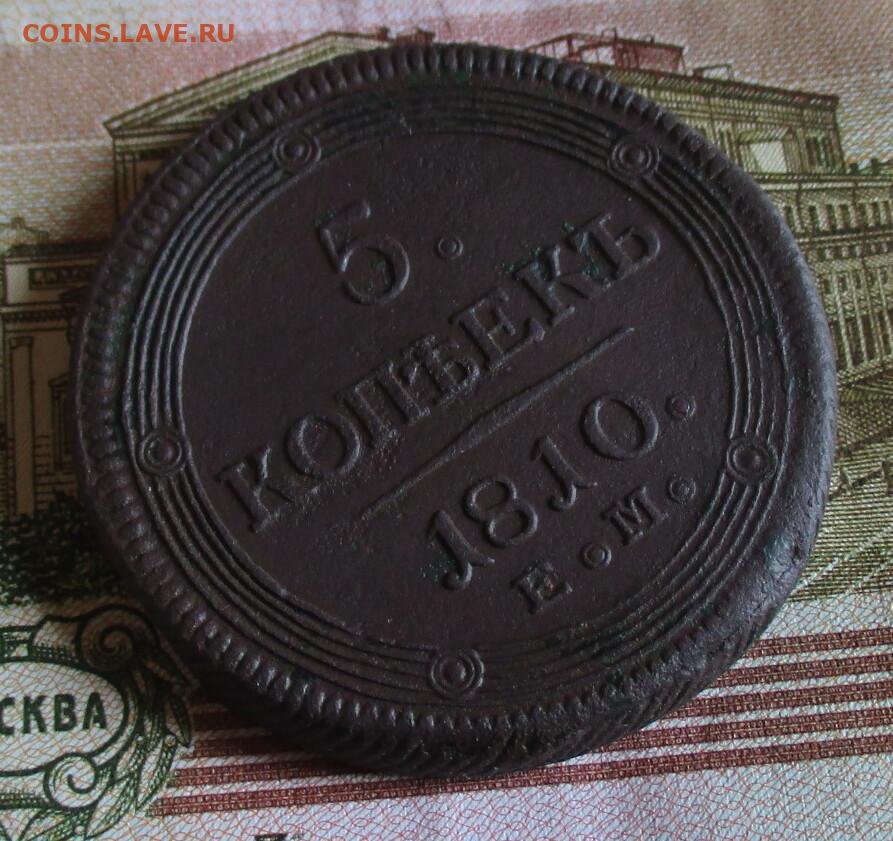 COINS.LAVE.RU
5.
КОПѢЕКЪ
1810.
Е.М.
СКВА